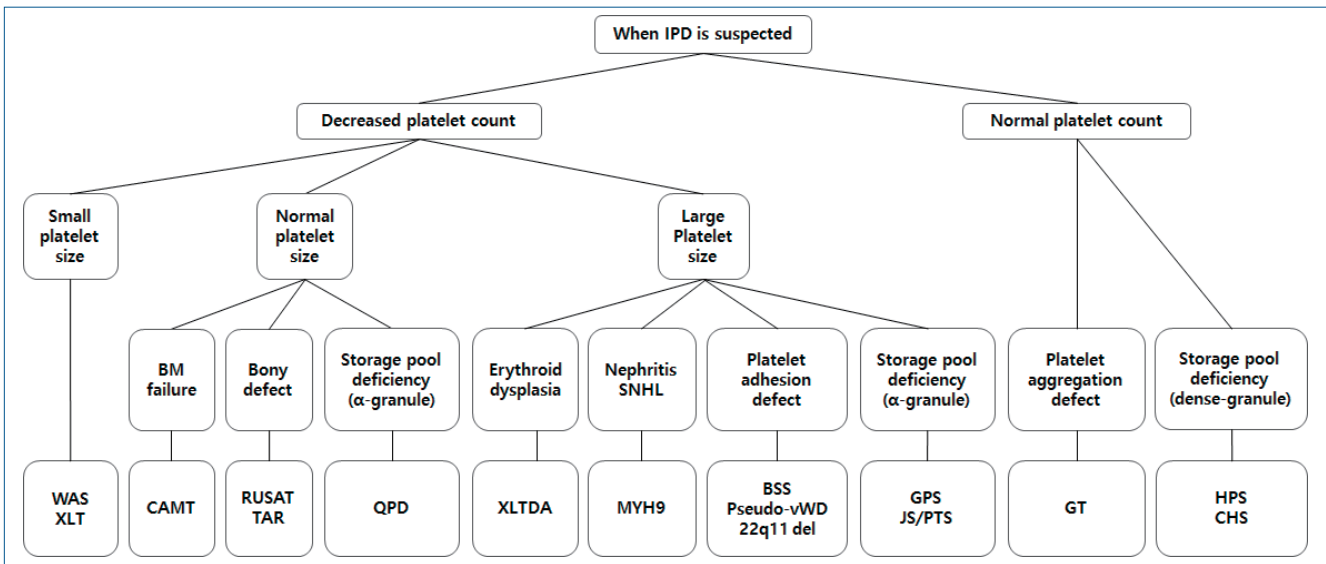 When IPD is suspected
Decreased platelet count
Normal platelet count
Small
platelet
size
Normal
platelet
size
Large
Platelet
size
BM
failure
Bony
defect
Storage pool
deficiency
(α-granule)
Erythroid
dysplasia
Nephritis
SNHL
Platelet
adhesion
defect
Storage pool
deficiency
(α-granule)
Platelet
aggregation
defect
Storage pool
deficiency
(dense-granule)
WAS
XLT
CAMT
RUSAT
TAR
QPD
XLTDA
MYH9
BSS
Pseudo-vWD
22q11 del
GPS
JS/PTS
GT
HPS
CHS